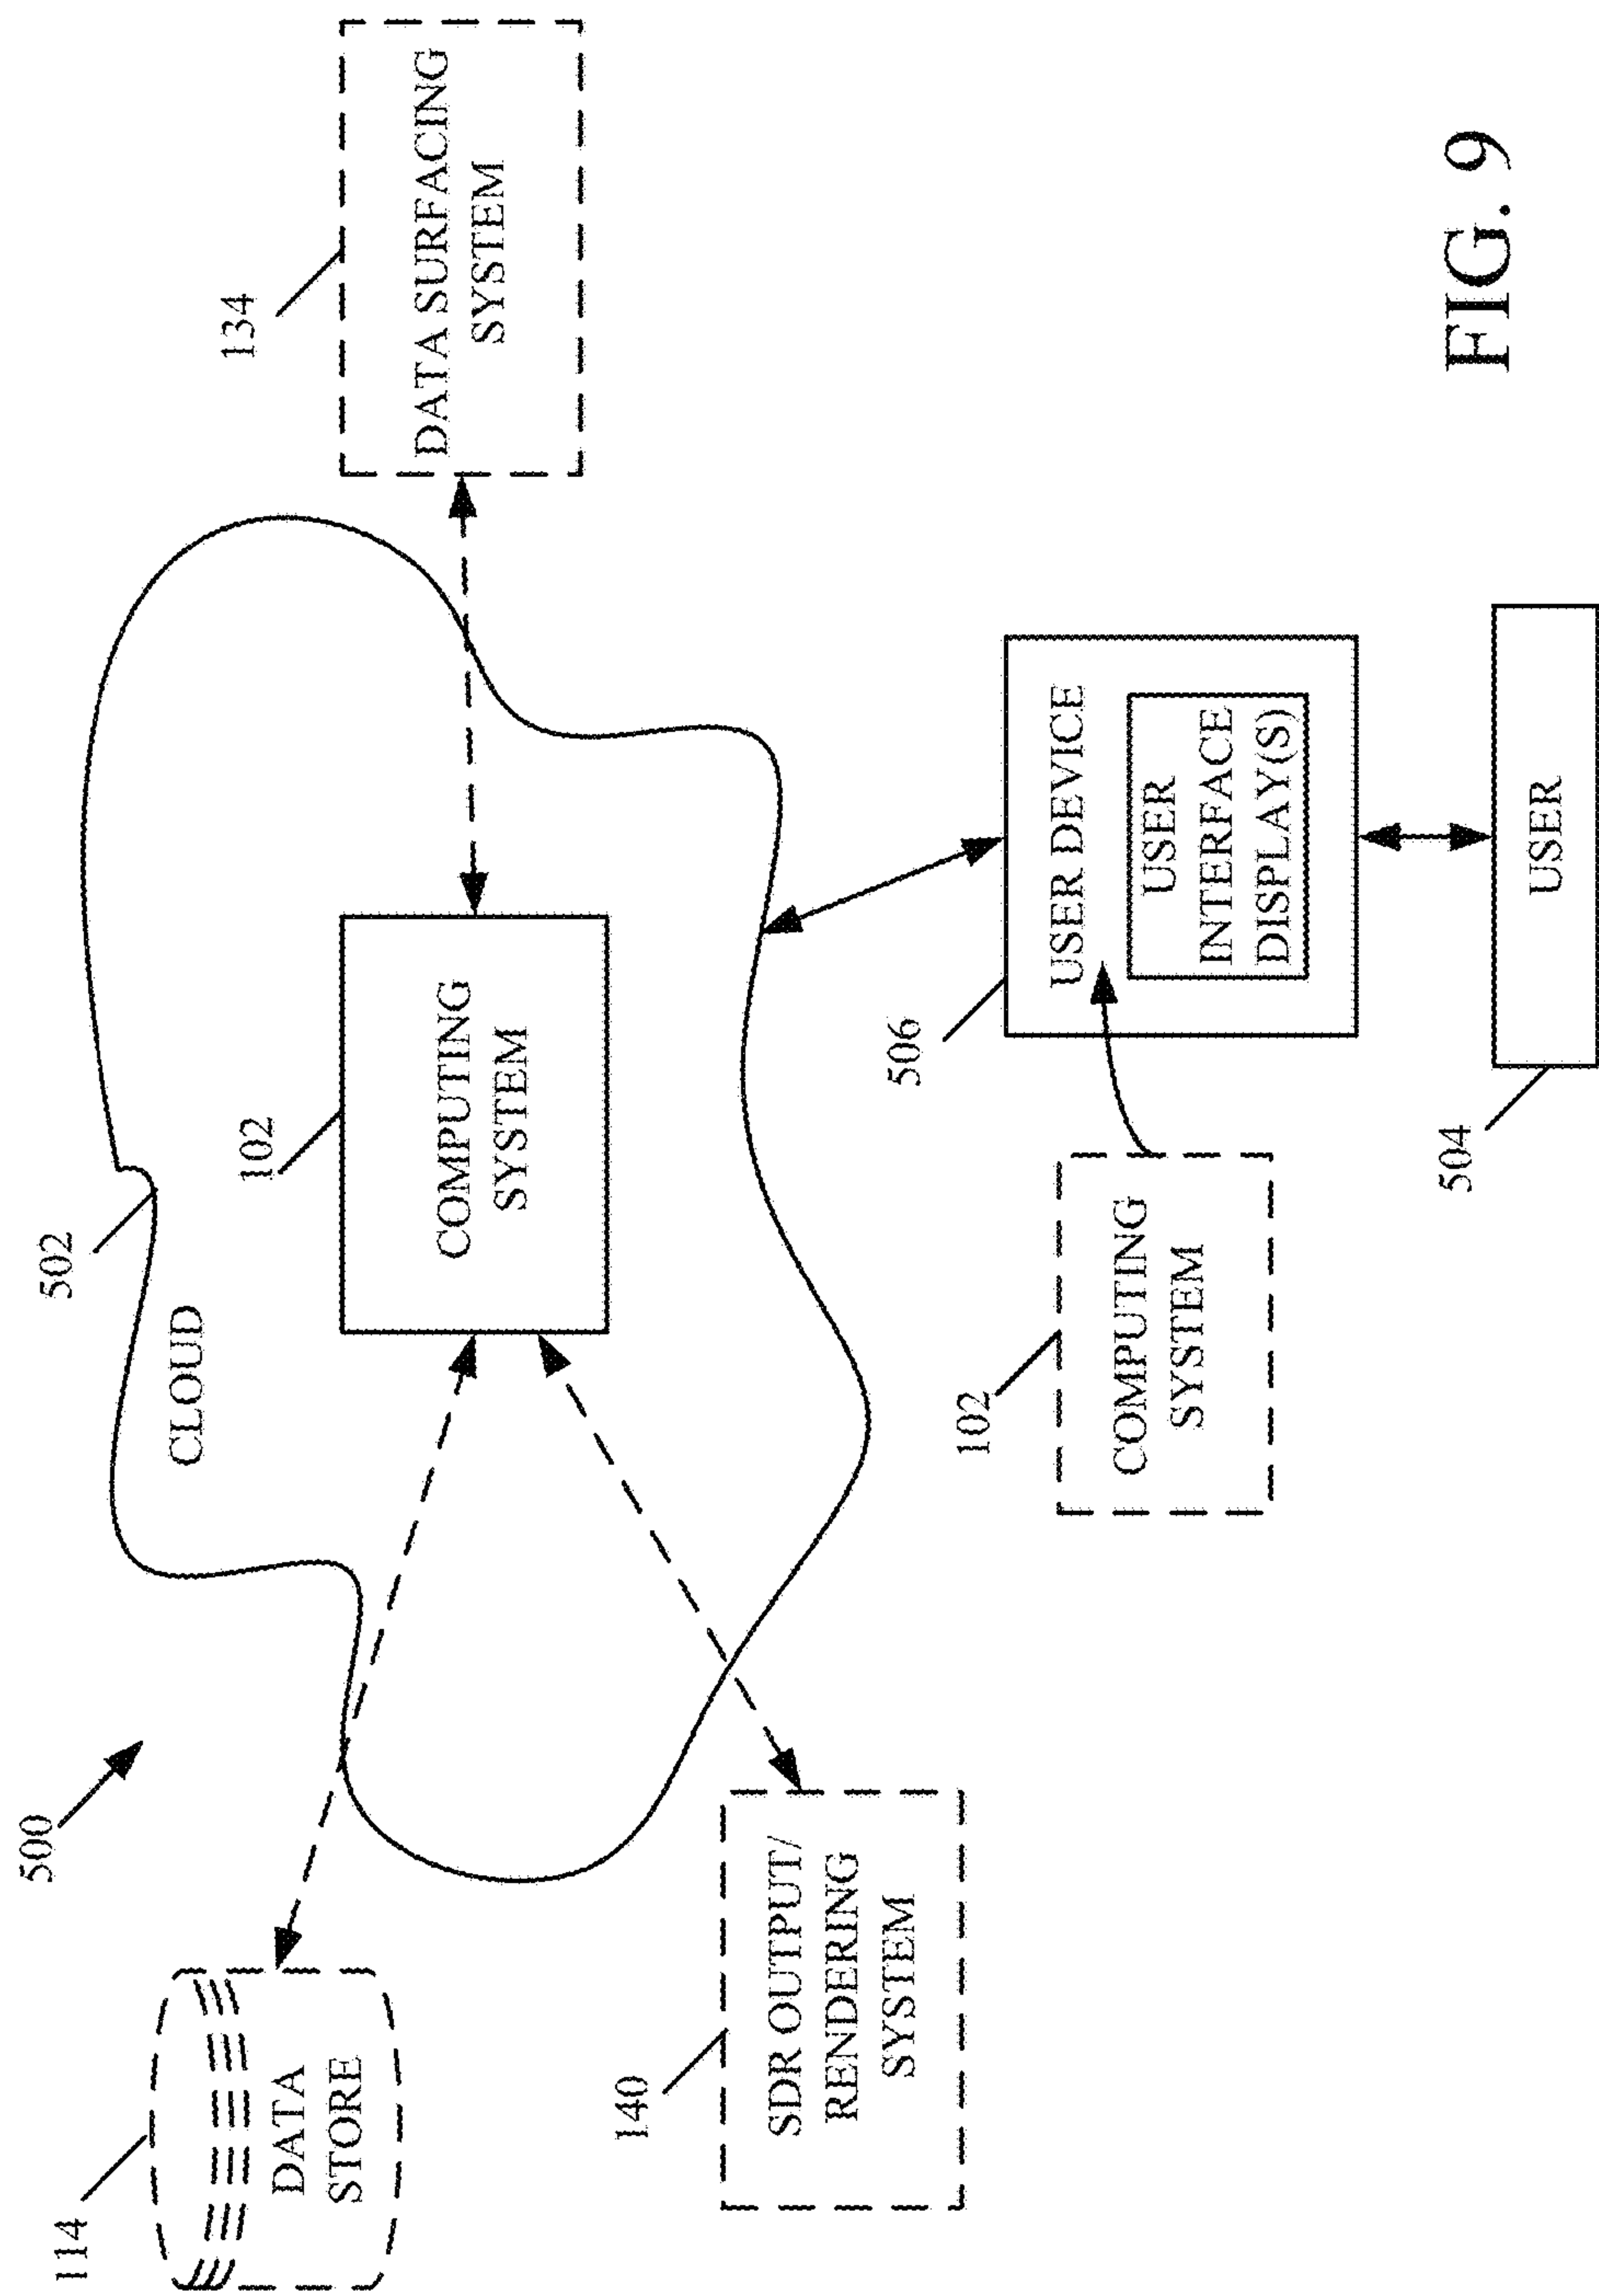 500
114
DATA
STORE
502
CLOUD
102
COMPUTING
SYSTEM
134
DATA SURFACING
SYSTEM
140
SDR OUTPUT/
RENDERING
SYSTEM
102
COMPUTING
SYSTEM
506
USER DEVICE
USER
INTERFACE
DISPLAY(S)
504
USER
FIG. 9